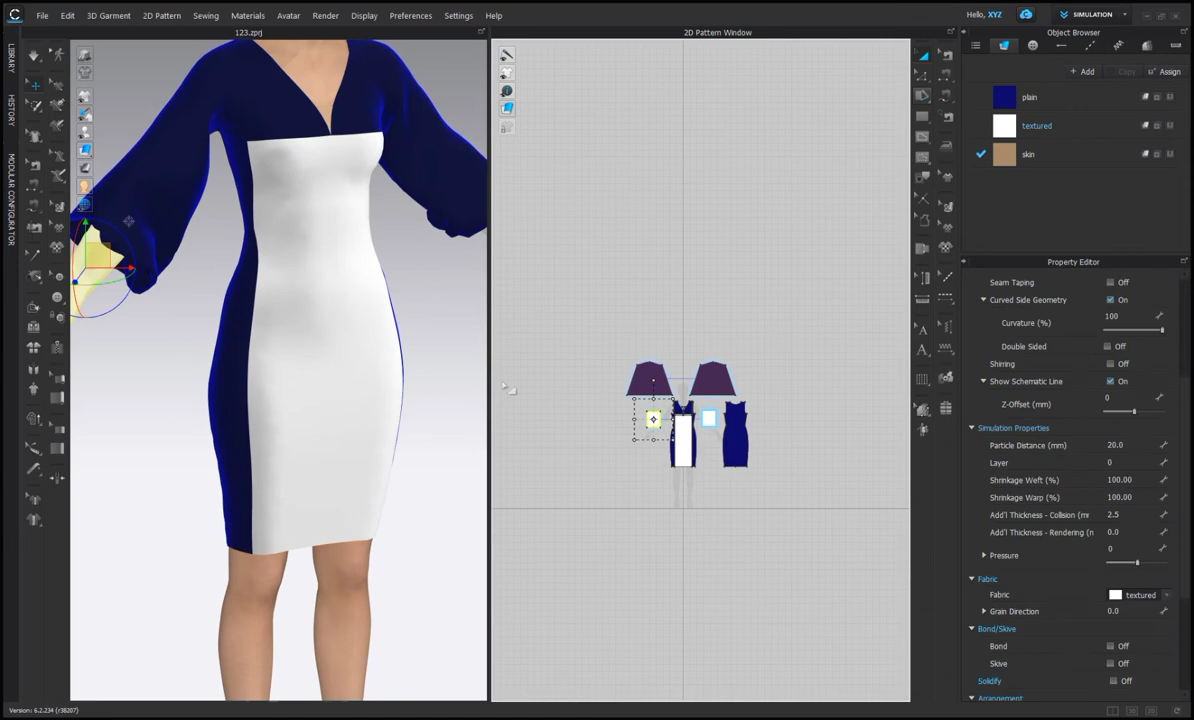 C File Edit 3D Garment 2D Pattern Sewing Materials Avatar Render Display Preferences Settings Help Hello, XYZ SIMULATION
123.zprj 2D Pattern Window Object Browser
LIBRARY
HISTORY
MODULAR CONFIGURATOR
+ Add Copy Assign
plain
textured
skin
Property Editor
Seam Taping Off
Curved Side Geometry On
Curvature (%) 100
Double Sided Off
Shirring Off
Show Schematic Line On
Z-Offset (mm) 0
Simulation Properties
Particle Distance (mm) 20.0
Layer 0
Shrinkage Weft (%) 100.00
Shrinkage Warp (%) 100.00
Add'l Thickness - Collision (m 2.5
Add'l Thickness - Rendering (n 0.0
Pressure 0
Fabric
Fabric textured
Grain Direction 0.0
Bond/Skive
Bond Off
Skive Off
Solidify Off
Arrangement
Version: 6.2.234 (r38207)